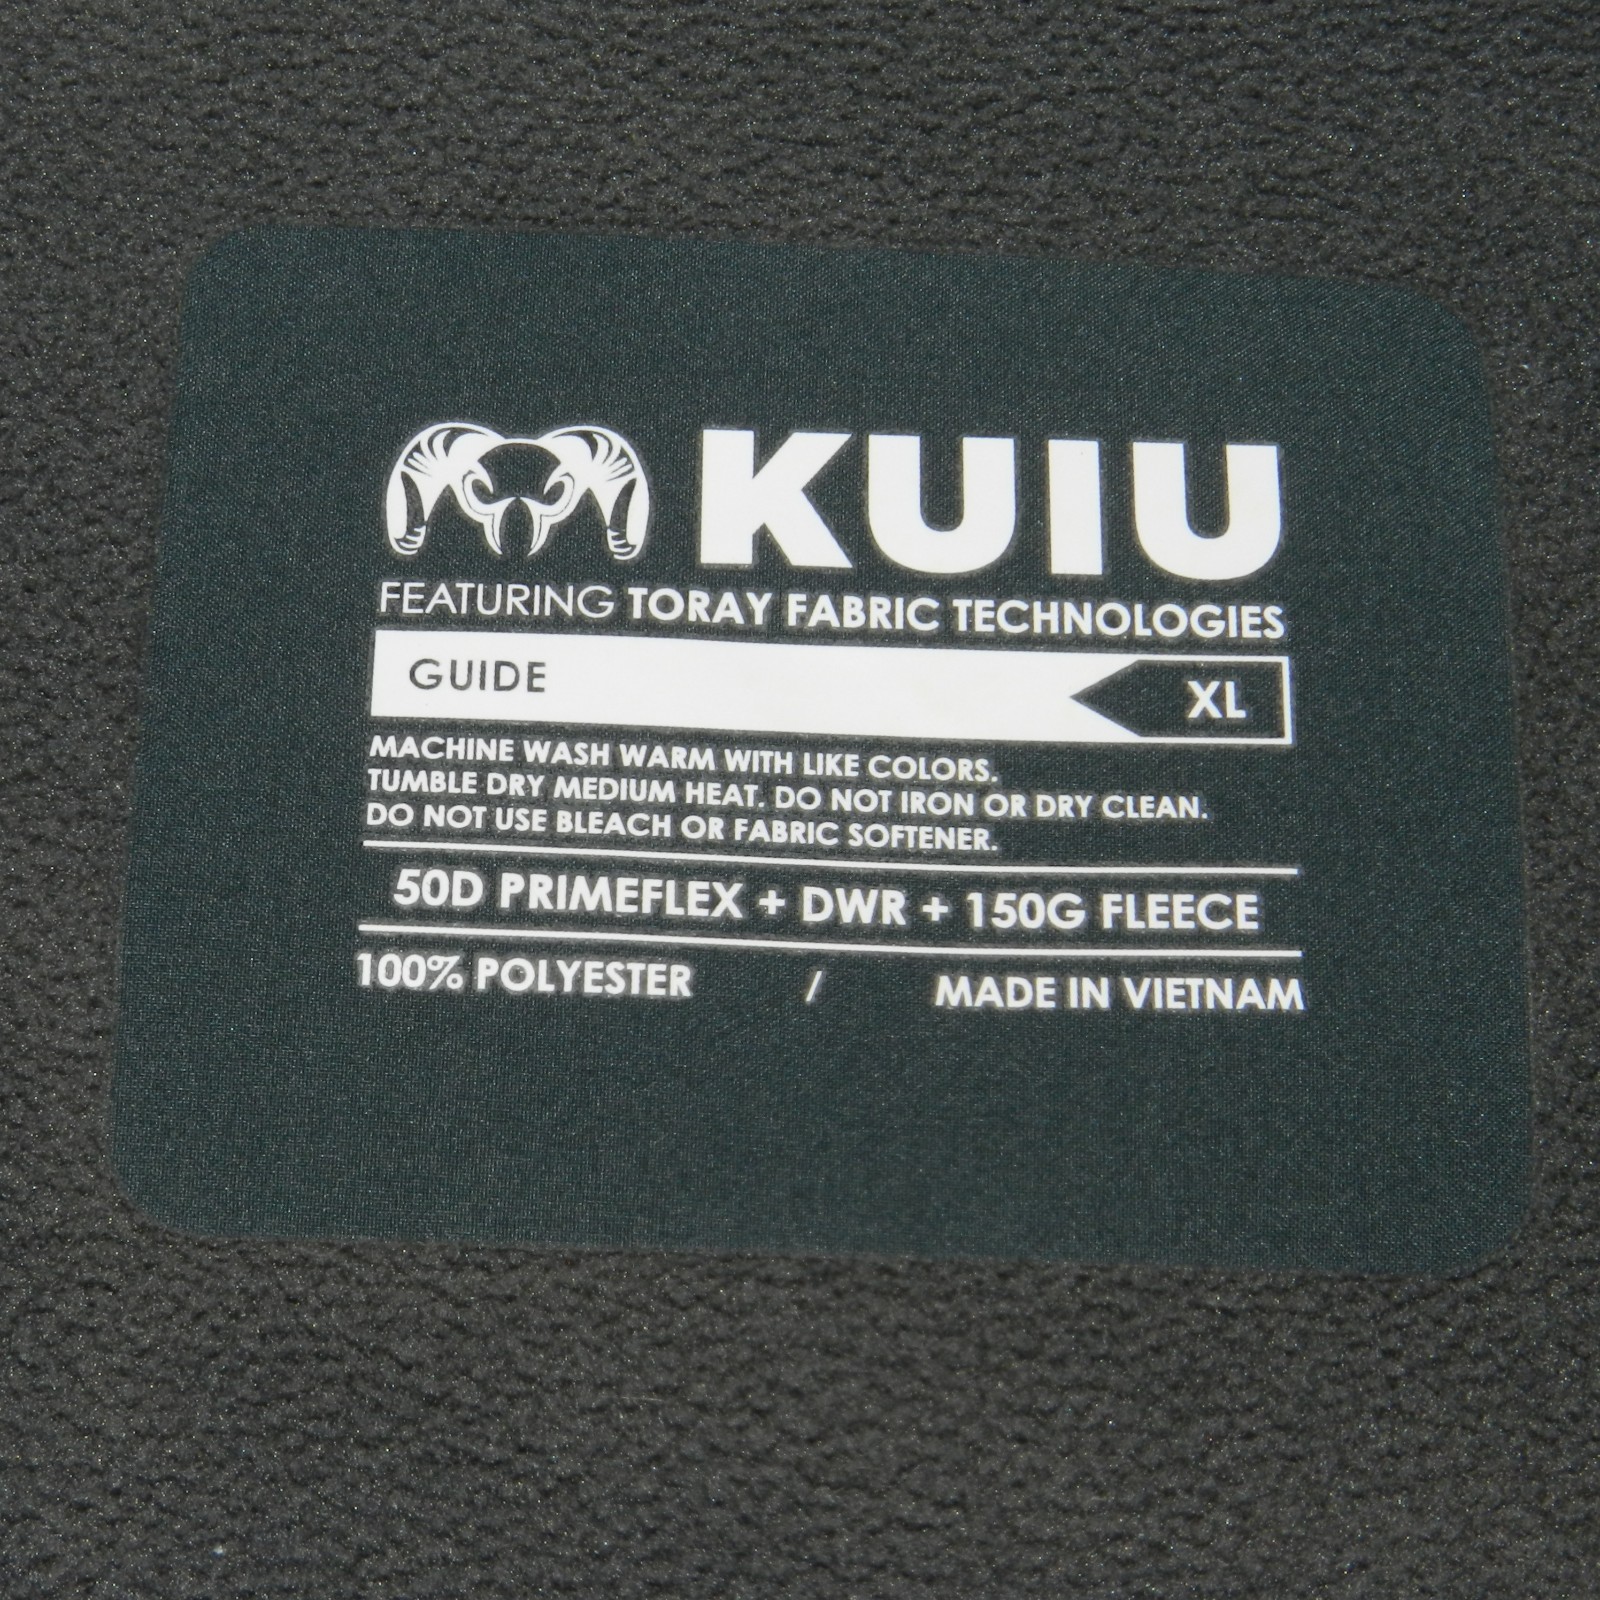 KUIU
FEATURING TORAY FABRIC TECHNOLOGIES
GUIDE XL
MACHINE WASH WARM WITH LIKE COLORS.
TUMBLE DRY MEDIUM HEAT. DO NOT IRON OR DRY CLEAN.
DO NOT USE BLEACH OR FABRIC SOFTENER.
50D PRIMEFLEX + DWR + 150G FLEECE
100% POLYESTER / MADE IN VIETNAM